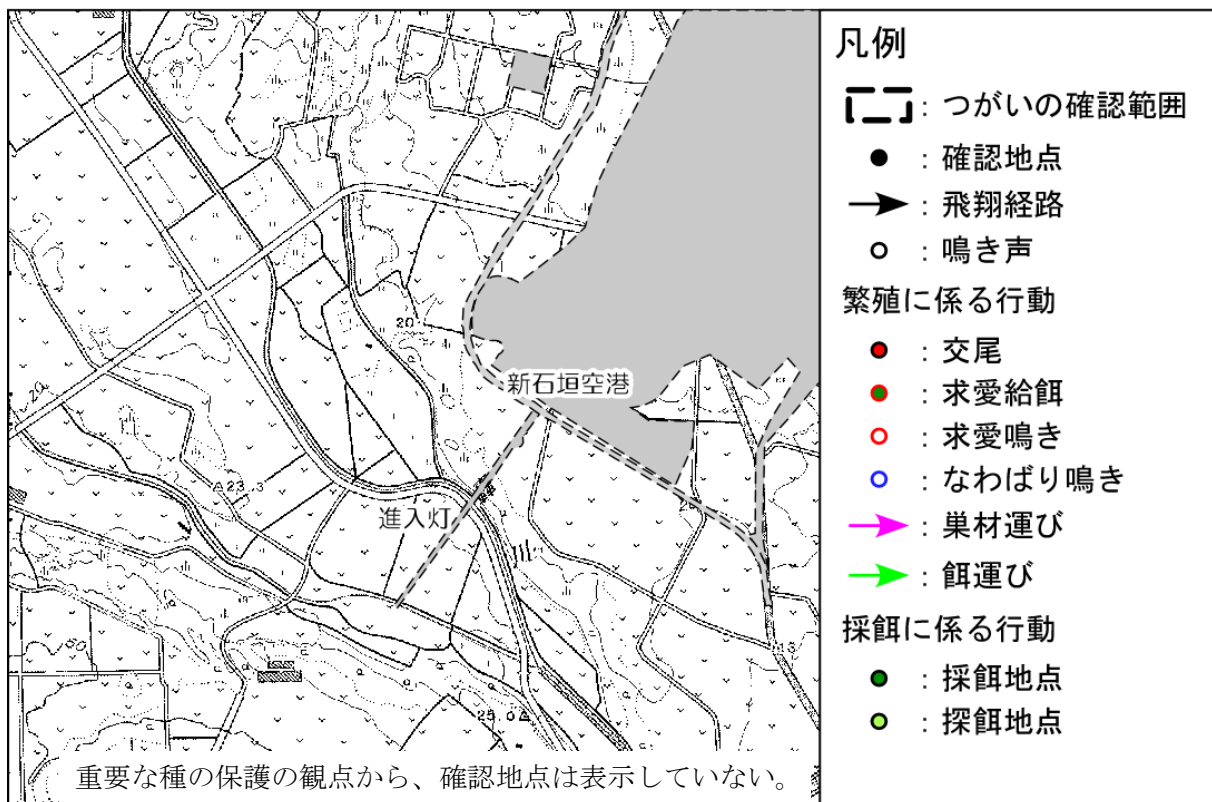 20
新石垣空港
△23.3
進入灯
25.0△
重要な種の保護の観点から、確認地点は表示していない。
凡例
：つがいの確認範囲
：確認地点
：飛翔経路
：鳴き声
繁殖に係る行動
：交尾
：求愛給餌
：求愛鳴き
：なわばり鳴き
：巣材運び
：餌運び
採餌に係る行動
：採餌地点
：探餌地点